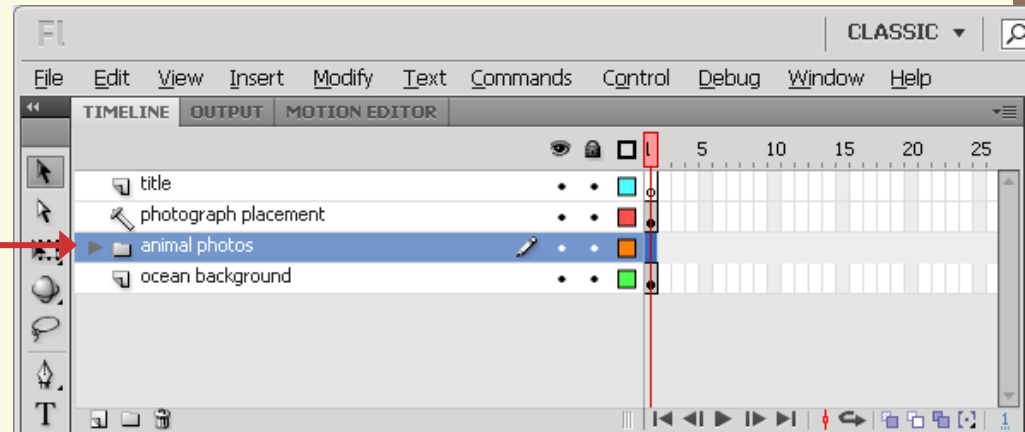 Fl CLASSIC
File Edit View Insert Modify Text Commands Control Debug Window Help
TIMELINE OUTPUT MOTION EDITOR
1 5 10 15 20 25
title
photograph placement
animal photos
ocean background
T 1